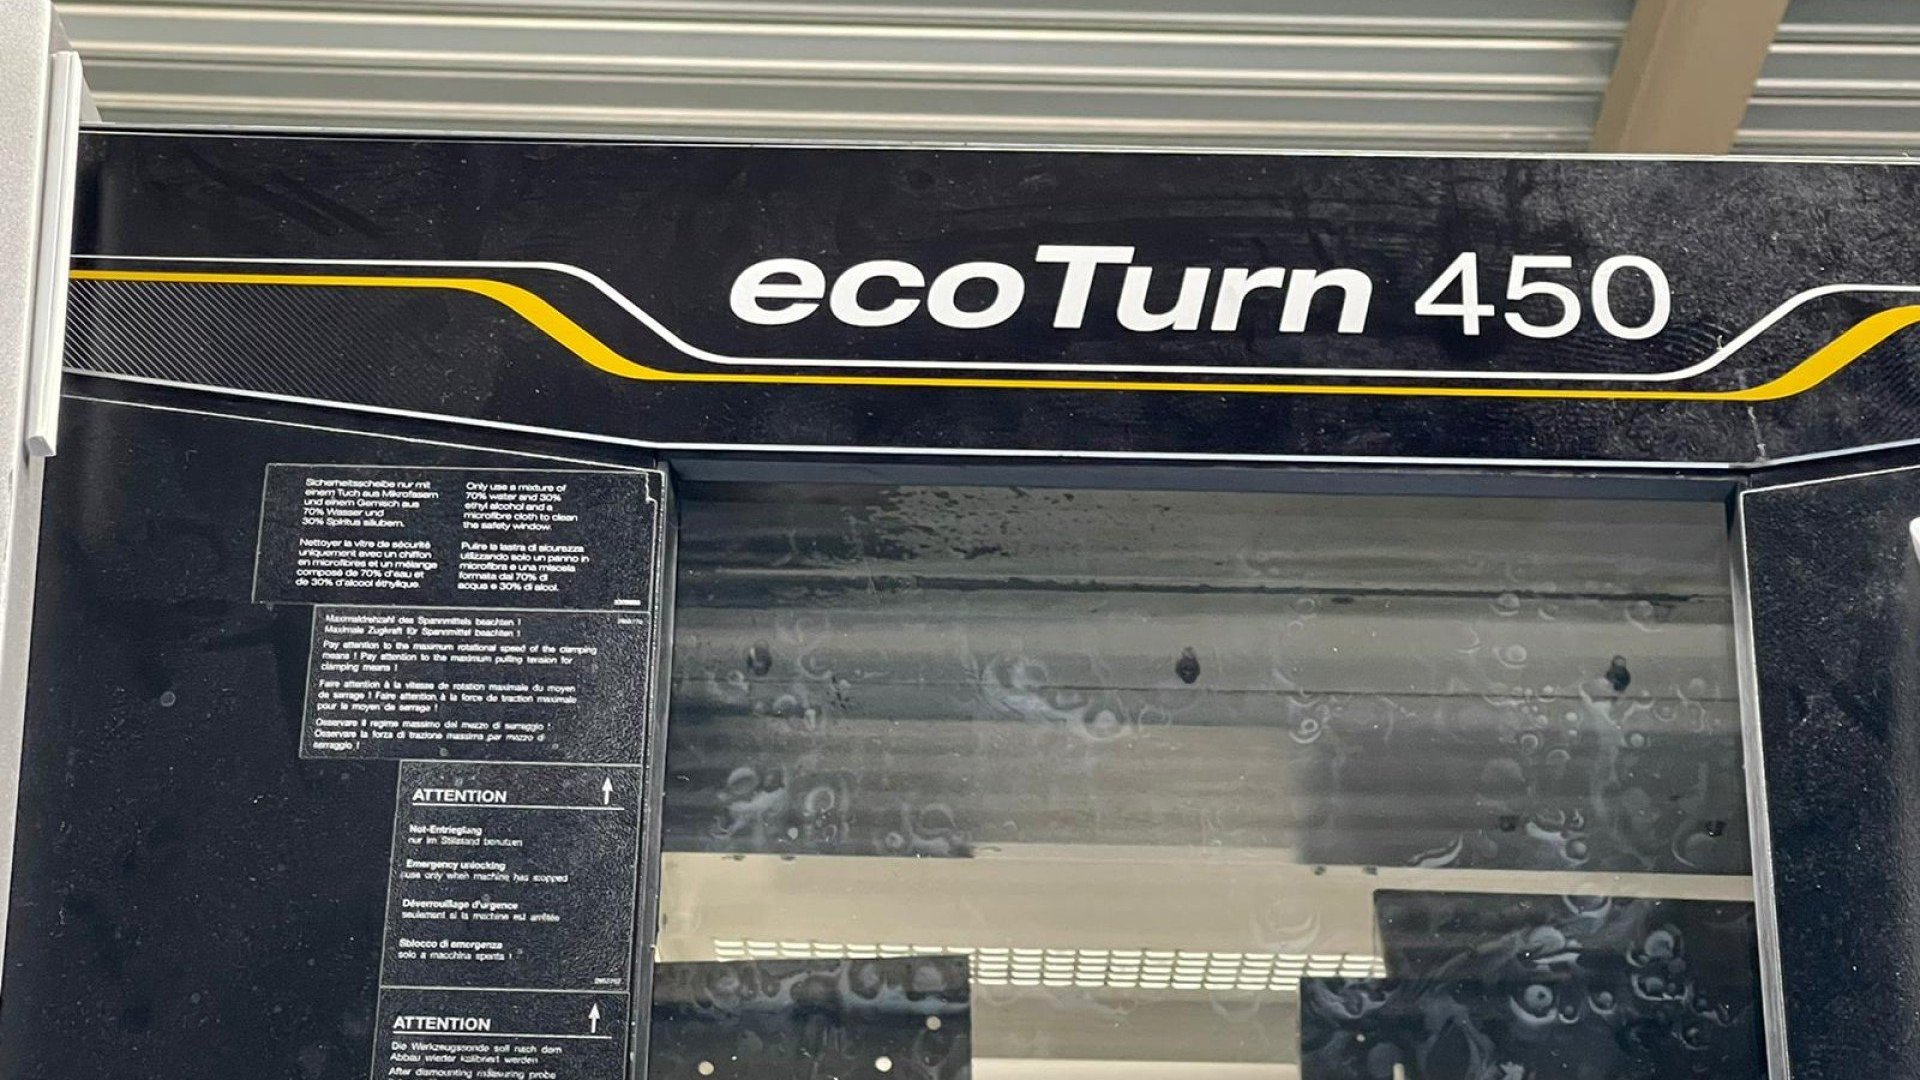 ecoTurn 450
Sicherheitsscheibe nur mit
einem Tuch aus Mikrofasern
und einem Gemisch aus
70% Wasser und
30% Spiritus säubern.
Only use a mixture of
70% water and 30%
ethyl alcohol and a
microfibre cloth to clean
the safety window.
Nettoyer la vitre de sécurité
uniquement avec un chiffon
en microfibres et un mélange
composé de 70% d'eau et
de 30% d'alcool éthylique.
Pulire la lastra di sicurezza
utilizzando solo un panno in
microfibra e una miscela
formata dal 70% di
acqua e 30% di alcol.
Maximaldrehzahl des Spannmittels beachten !
Maximale Zugkraft für Spannmittel beachten !
Pay attention to the maximum rotational speed of the clamping
means ! Pay attention to the maximum pulling tension for
clamping means !
Faire attention à la vitesse de rotation maximale du moyen
de serrage ! Faire attention à la force de traction maximale
pour le moyen de serrage !
Osservare il regime massimo del mezzo di serraggio !
Osservare la forza di trazione massima per mezzo di
serraggio !
ATTENTION
Not-Entrieglung
nur im Stillstand benutzen
Emergency unlocking
(use only when machine has stopped
Déverrouillage d'urgence
seulement si la machine est arrêtée
Sblocco di emergenza
solo a macchina spenta !
ATTENTION
Die Werkzeugsonde soll nach dem
Abbau wieder kalibriert werden
After dismounting measuring probe